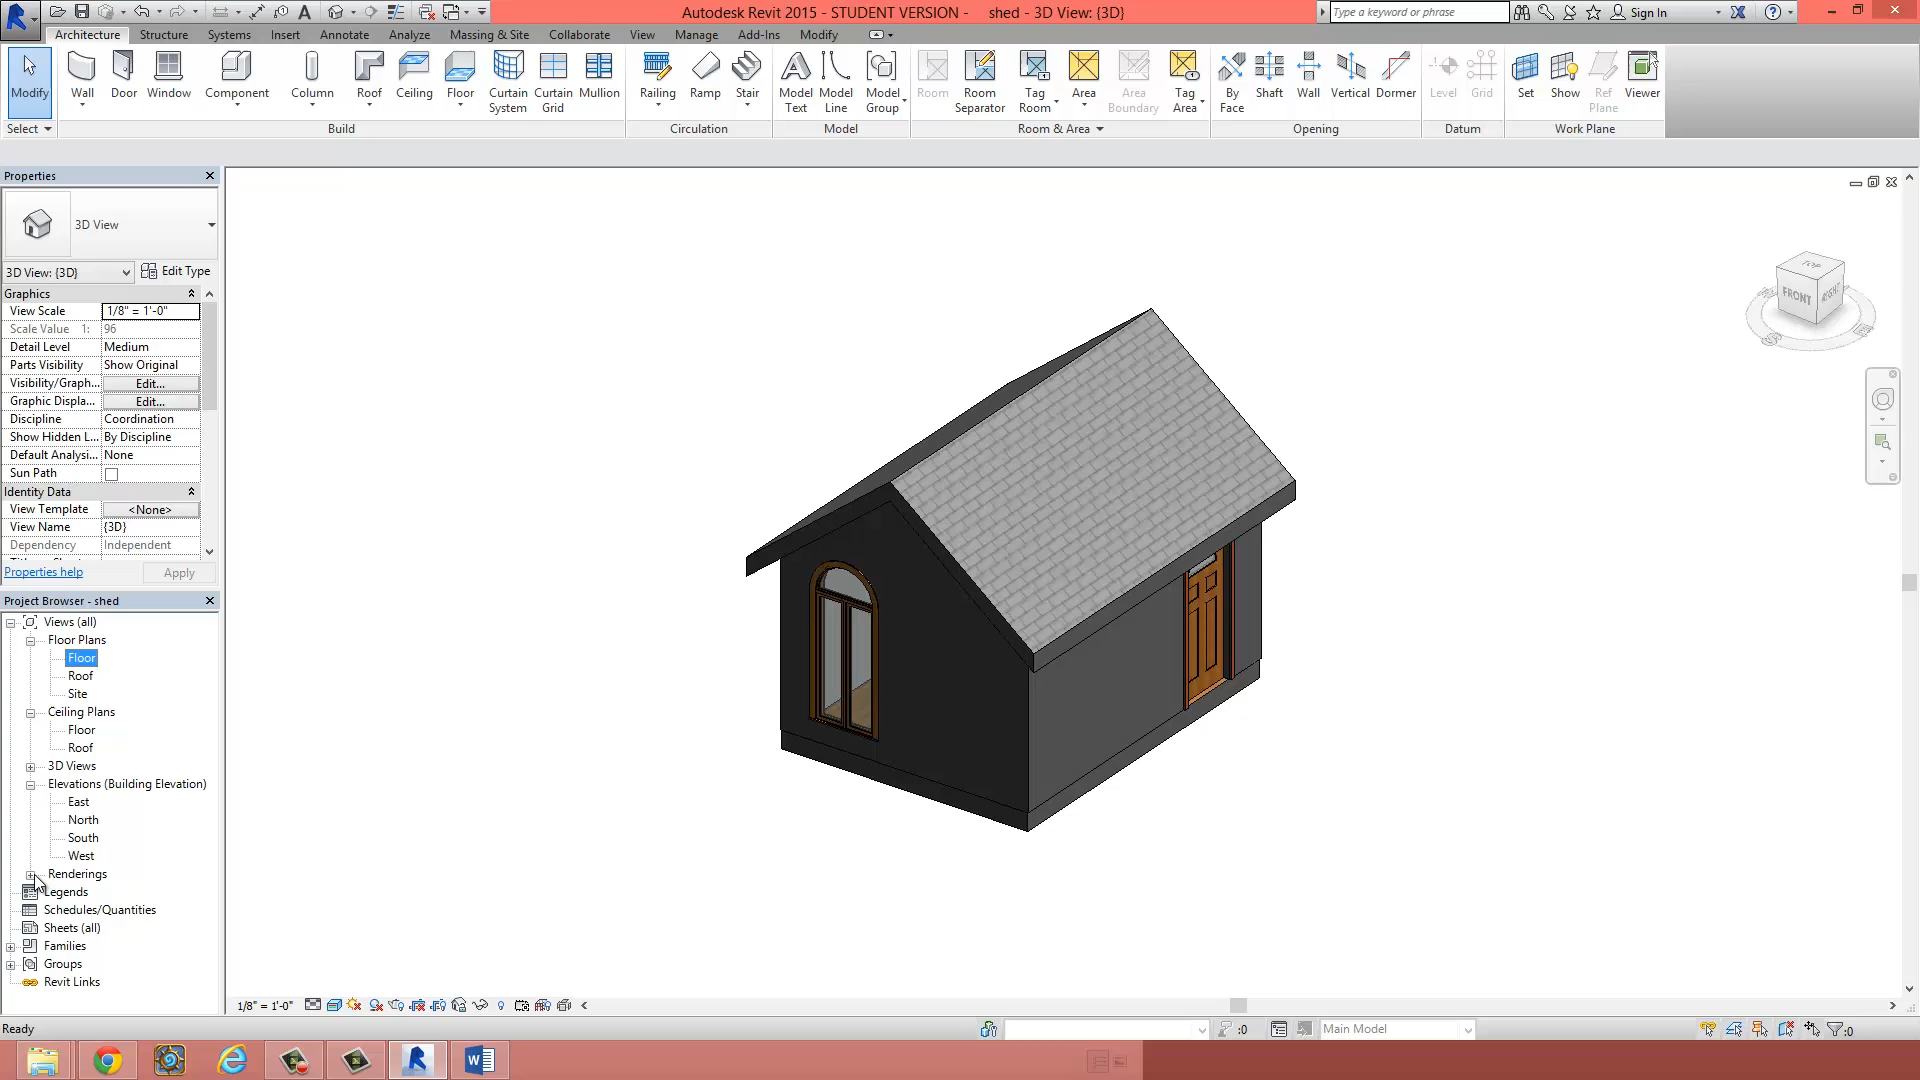 Autodesk Revit 2015 - STUDENT VERSION -    shed - 3D View: {3D}
Type a keyword or phrase
Sign In
Architecture Structure Systems Insert Annotate Analyze Massing & Site Collaborate View Manage Add-Ins Modify
Modify Wall Door Window Component Column Roof Ceiling Floor Curtain System Curtain Grid Mullion Railing Ramp Stair Model Text Model Line Model Group Room Room Separator Tag Room Area Area Boundary Tag Area By Face Shaft Wall Vertical Dormer Level Grid Set Show Ref Plane Viewer
Select Build Circulation Model Room & Area Opening Datum Work Plane
Properties
3D View
3D View: {3D} Edit Type
Graphics
View Scale 1/8" = 1'-0"
Scale Value 1: 96
Detail Level Medium
Parts Visibility Show Original
Visibility/Graph... Edit...
Graphic Displa... Edit...
Discipline Coordination
Show Hidden L... By Discipline
Default Analysi... None
Sun Path
Identity Data
View Template <None>
View Name {3D}
Dependency Independent
Properties help Apply
Project Browser - shed
Views (all)
Floor Plans
Floor
Roof
Site
Ceiling Plans
Floor
Roof
3D Views
Elevations (Building Elevation)
East
North
South
West
Renderings
Legends
Schedules/Quantities
Sheets (all)
Families
Groups
Revit Links
TOP
FRONT
RIGHT
1/8" = 1'-0"
Ready
:0
Main Model
:0